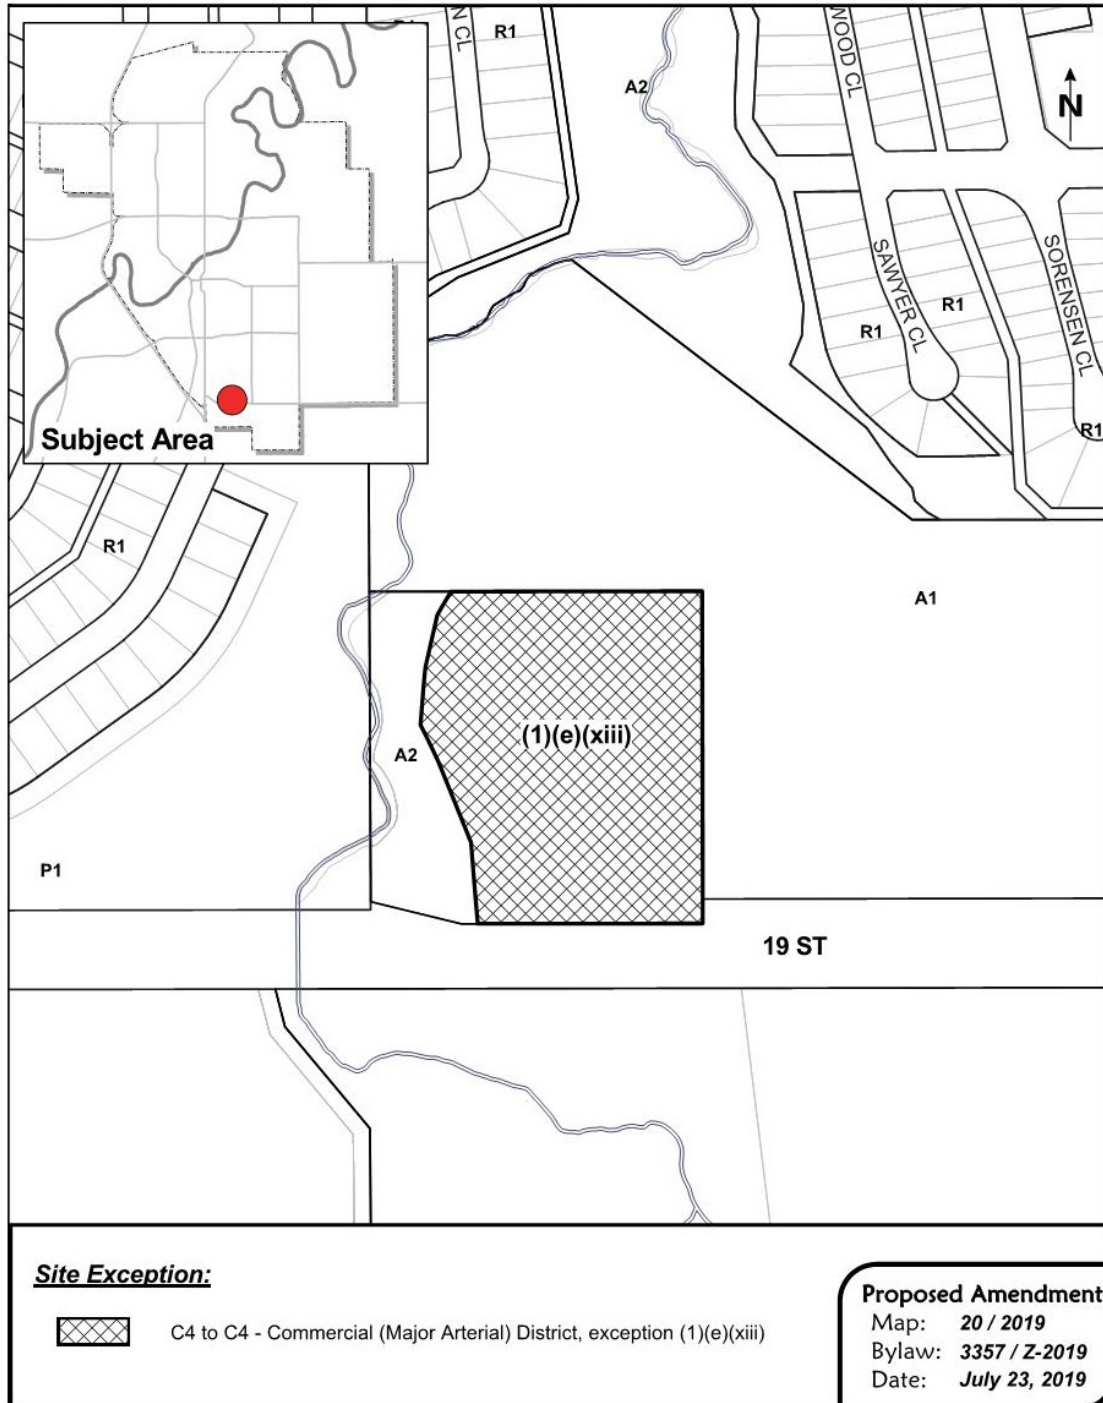 N CL
R1
WOOD CL
A2
N
Subject Area
SAWYER CL
SORENSEN CL
R1
R1
R1
R1
A1
(1)(e)(xiii)
A2
P1
19 ST
Site Exception:
C4 to C4 - Commercial (Major Arterial) District, exception (1)(e)(xiii)
Proposed Amendment
Map: 20 / 2019
Bylaw: 3357 / Z-2019
Date: July 23, 2019